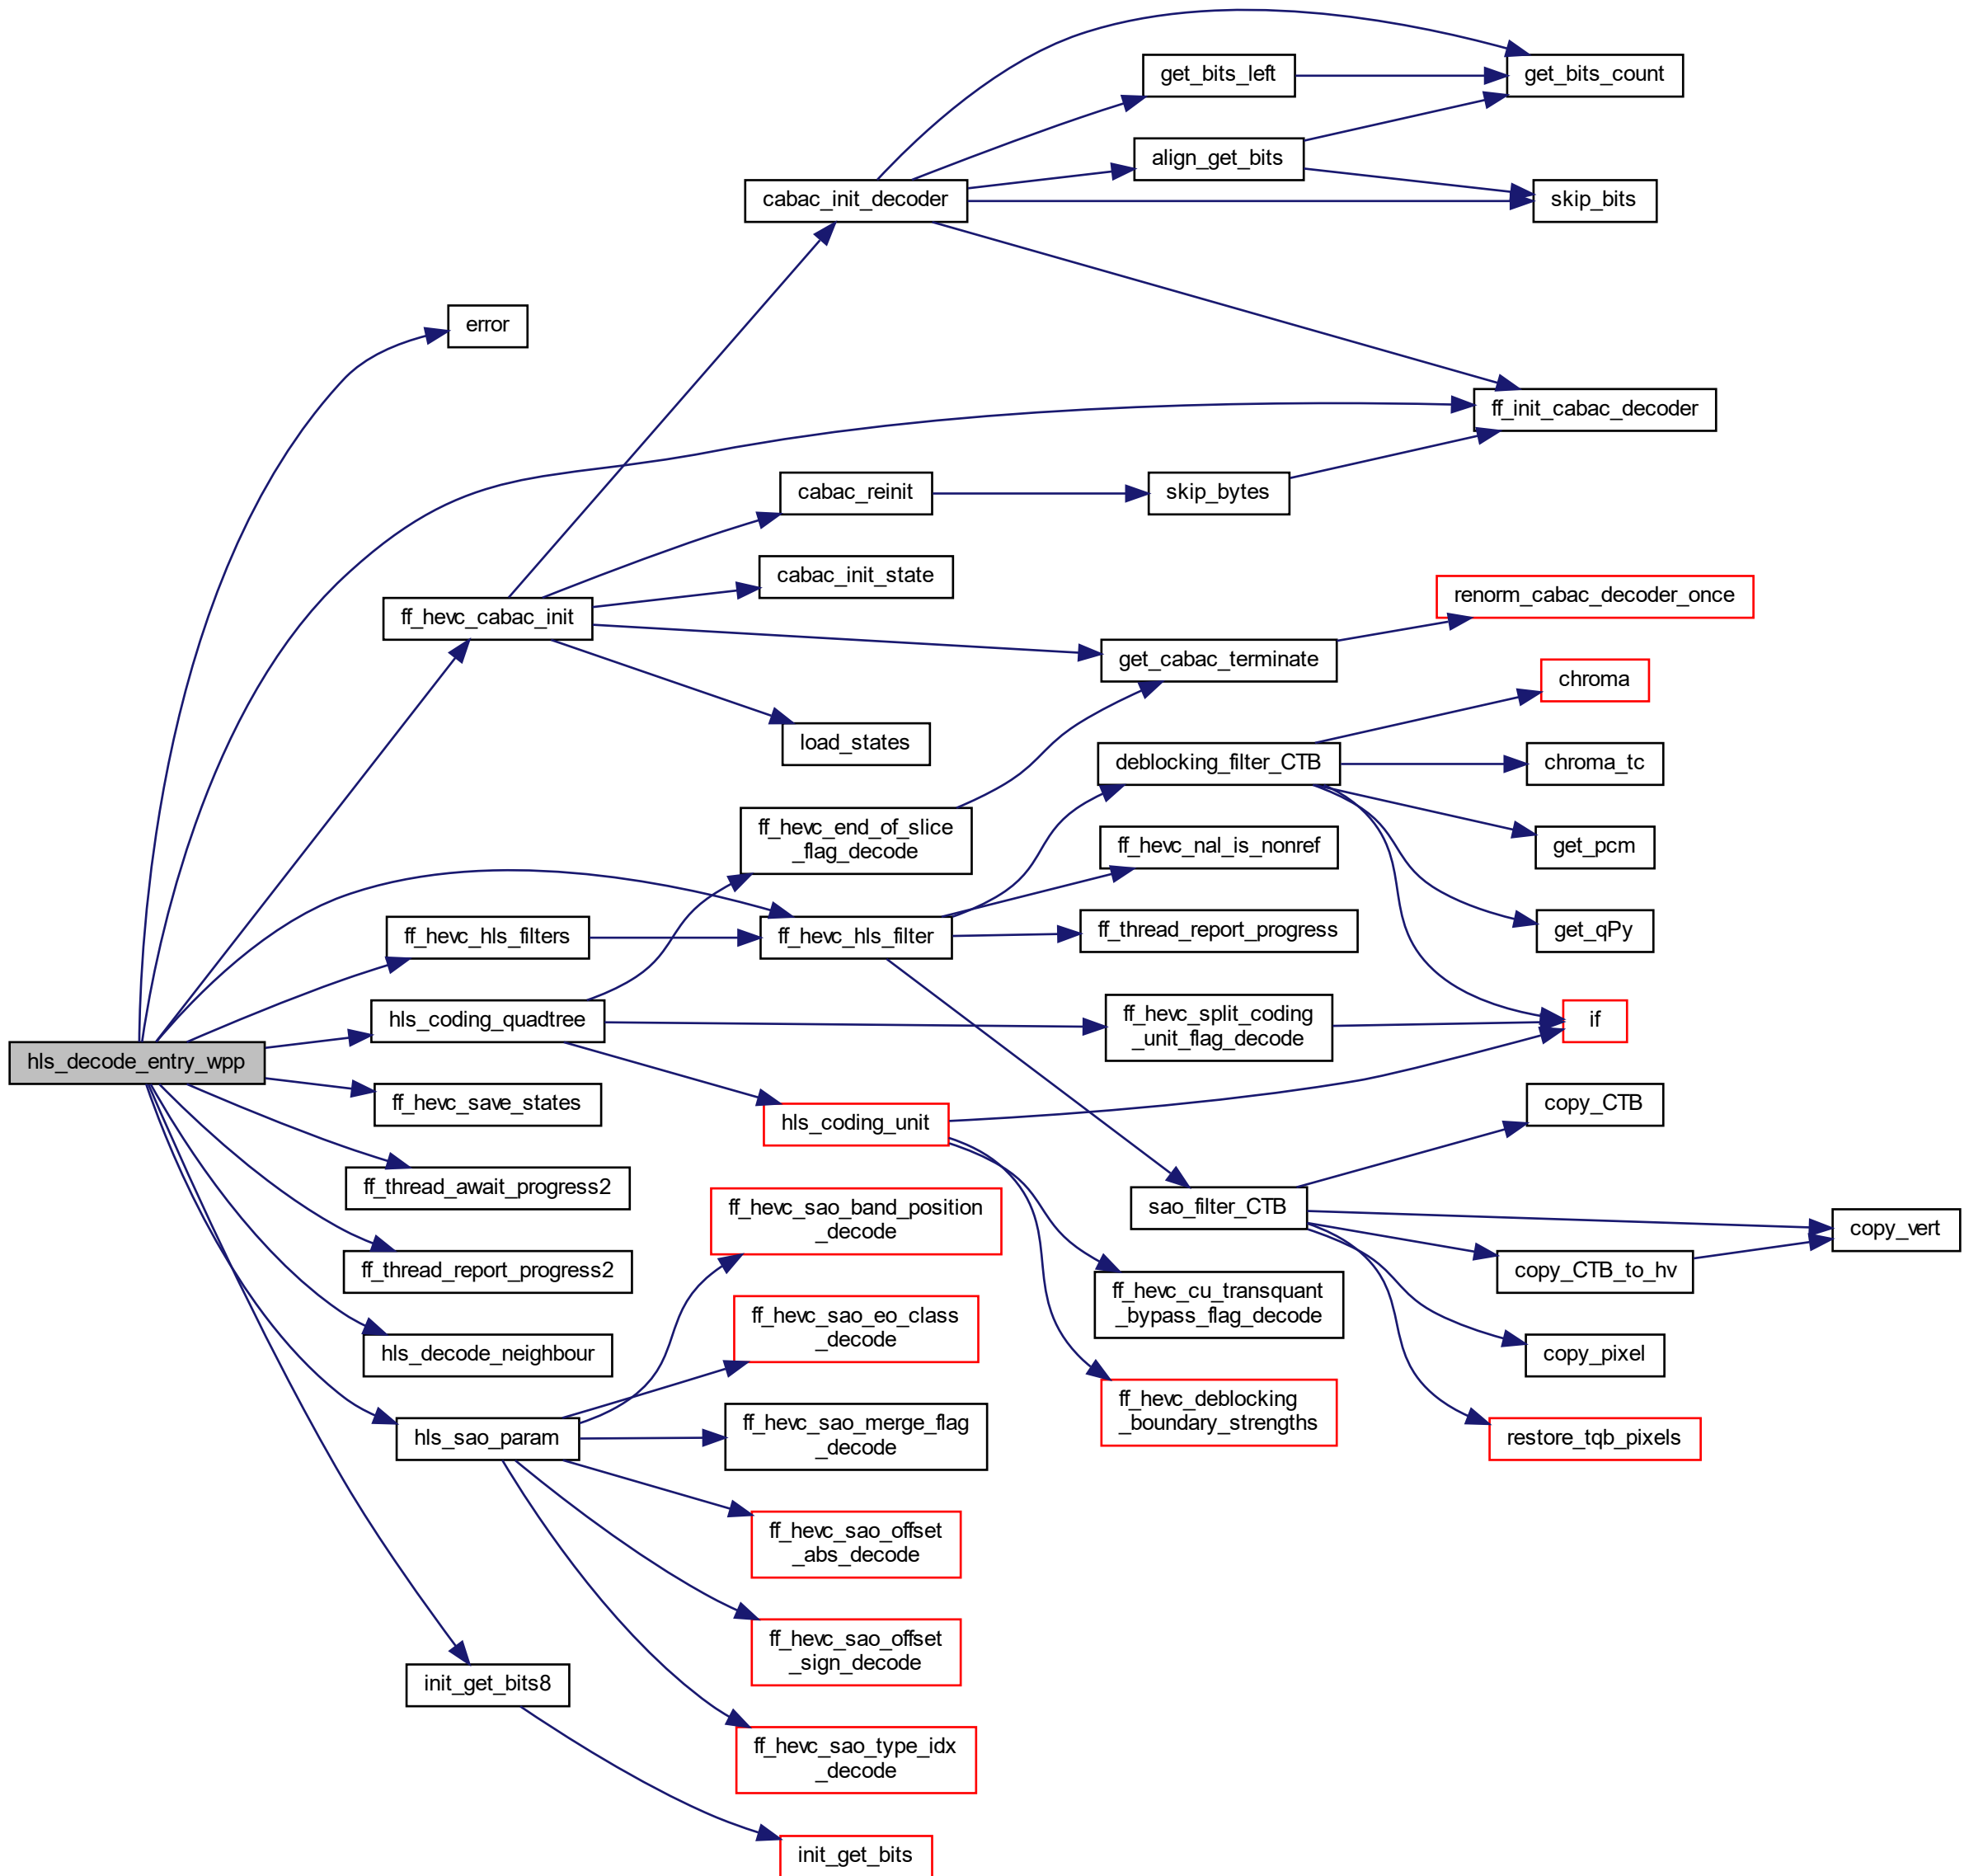 get_bits_left
get_bits_count
align_get_bits
cabac_init_decoder
skip_bits
error
ff_init_cabac_decoder
cabac_reinit
skip_bytes
cabac_init_state
renorm_cabac_decoder_once
ff_hevc_cabac_init
get_cabac_terminate
chroma
load_states
deblocking_filter_CTB
chroma_tc
ff_hevc_end_of_slice
_flag_decode
ff_hevc_nal_is_nonref
get_pcm
ff_hevc_hls_filters
ff_hevc_hls_filter
ff_thread_report_progress
get_qPy
hls_coding_quadtree
ff_hevc_split_coding
_unit_flag_decode
if
hls_decode_entry_wpp
ff_hevc_save_states
hls_coding_unit
copy_CTB
ff_thread_await_progress2
ff_hevc_sao_band_position
_decode
sao_filter_CTB
copy_vert
ff_thread_report_progress2
copy_CTB_to_hv
ff_hevc_cu_transquant
_bypass_flag_decode
ff_hevc_sao_eo_class
_decode
hls_decode_neighbour
copy_pixel
ff_hevc_deblocking
_boundary_strengths
hls_sao_param
ff_hevc_sao_merge_flag
_decode
restore_tqb_pixels
ff_hevc_sao_offset
_abs_decode
ff_hevc_sao_offset
_sign_decode
init_get_bits8
ff_hevc_sao_type_idx
_decode
init_get_bits